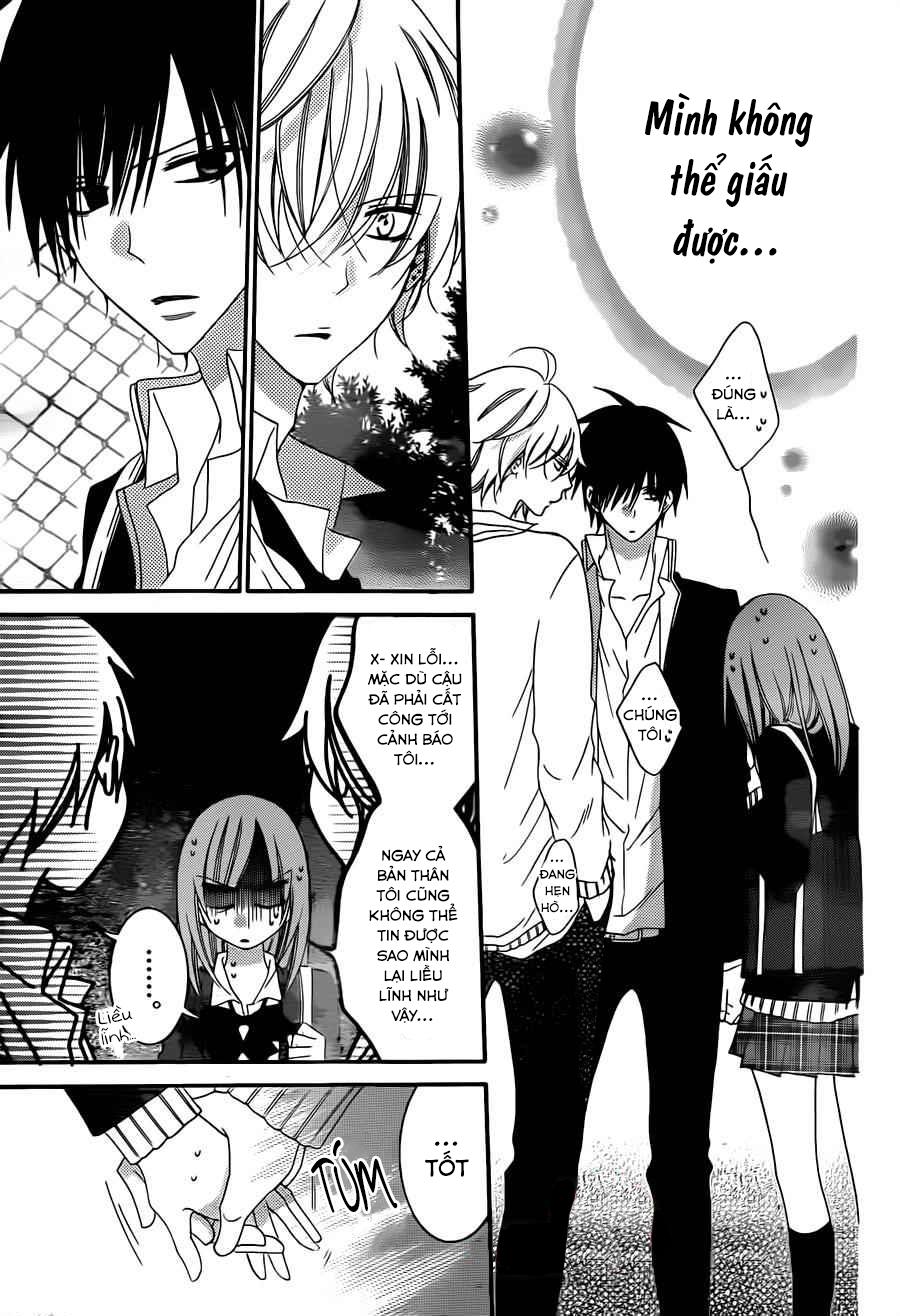 Mình không
thể giấu
được...
...
ĐÚNG
LÀ...
...
CHÚNG
TÔI
...
ĐANG
HẸN
HÒ...
X- XIN LỖI...
MẶC DÙ CẬU
ĐÃ PHẢI CẤT
CÔNG TỚI
CẢNH BÁO
TÔI...
NGAY CẢ
BẢN THÂN
TÔI CŨNG
KHÔNG THỂ
TIN ĐƯỢC
SAO MÌNH
LẠI LIỀU
LĨNH NHƯ
VẬY...
.......
Liều
lĩnh...
...
TỐT
TÚM